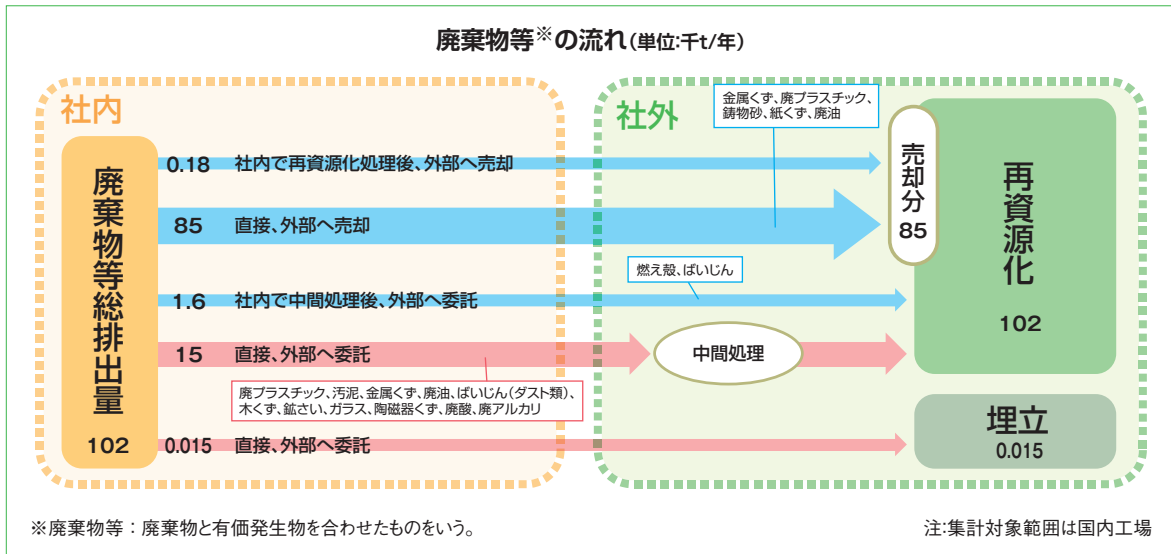 廃棄物等※の流れ(単位:千t/年)
社内
社外
金属くず、廃プラスチック、
鋳物砂、紙くず、廃油
廃棄物等総排出量
102
0.18 社内で再資源化処理後、外部へ売却
85 直接、外部へ売却
売却分
85
再資源化
102
燃え殻、ばいじん
1.6 社内で中間処理後、外部へ委託
15 直接、外部へ委託
中間処理
廃プラスチック、汚泥、金属くず、廃油、ばいじん(ダスト類)、
木くず、鉱さい、ガラス、陶磁器くず、廃酸、廃アルカリ
0.015 直接、外部へ委託
埋立
0.015
※廃棄物等：廃棄物と有価発生物を合わせたものをいう。
注:集計対象範囲は国内工場